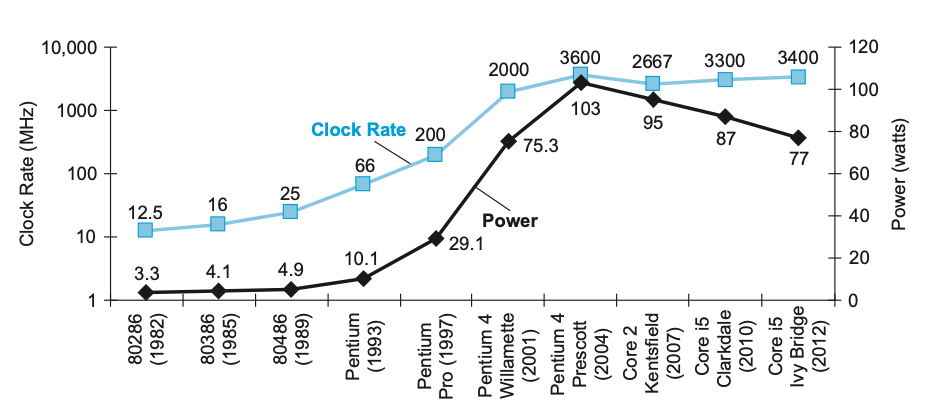 10,000
1000
100
10
1
Clock Rate (MHz)
120
100
80
60
40
20
0
Power (watts)
Clock Rate
Power
12.5
16
25
66
200
2000
3600
2667
3300
3400
3.3
4.1
4.9
10.1
29.1
75.3
103
95
87
77
80286
(1982)
80386
(1985)
80486
(1989)
Pentium
(1993)
Pentium
Pro (1997)
Pentium 4
Willamette
(2001)
Pentium 4
Prescott
(2004)
Core 2
Kentsfield
(2007)
Core i5
Clarkdale
(2010)
Core i5
Ivy Bridge
(2012)